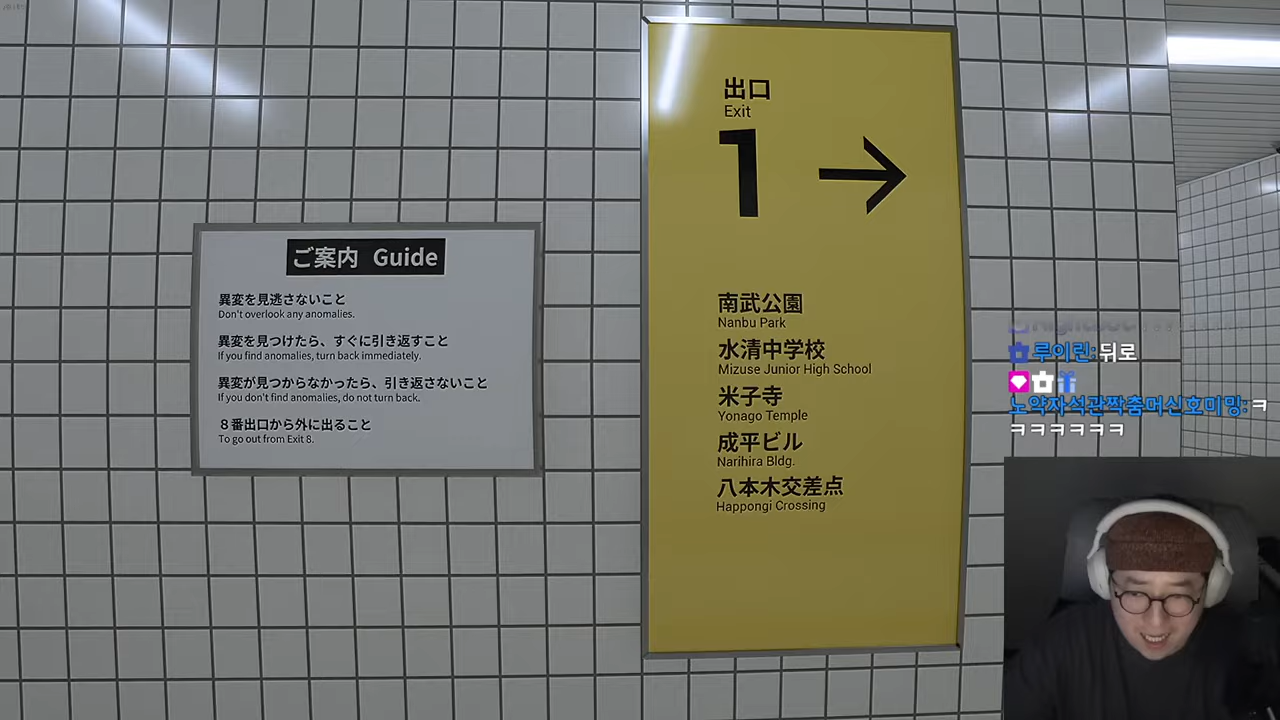 ご案内 Guide
異変を見逃さないこと
Don't overlook any anomalies.
異変を見つけたら、すぐに引き返すこと
If you find anomalies, turn back immediately.
異変が見つからなかったら、引き返さないこと
If you don't find anomalies, do not turn back.
8番出口から外に出ること
To go out from Exit 8.
出口
Exit
1
南武公園
Nanbu Park
水清中学校
Mizuse Junior High School
米子寺
Yonago Temple
成平ビル
Narihira Bldg.
八本木交差点
Happongi Crossing
루이린: 뒤로
노약자석관짝춤머신호미밍: ㅋ
ㅋㅋㅋㅋㅋㅋ